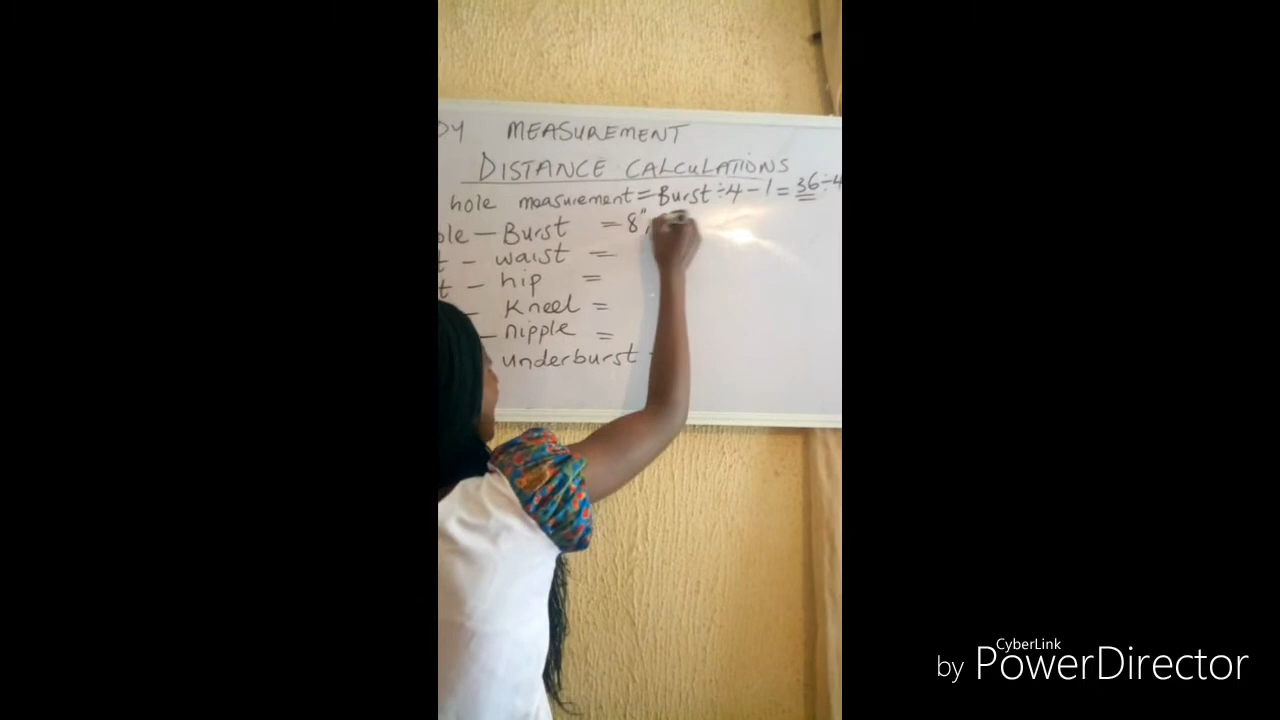 MEASUREMENT
DISTANCE CALCULATIONS
hole measurement = Burst ÷ 4 - 1 = 36 ÷ 4
ole - Burst = 8"
t - waist =
t - hip =
- Kneel =
- nipple =
underburst
CyberLink
by PowerDirector